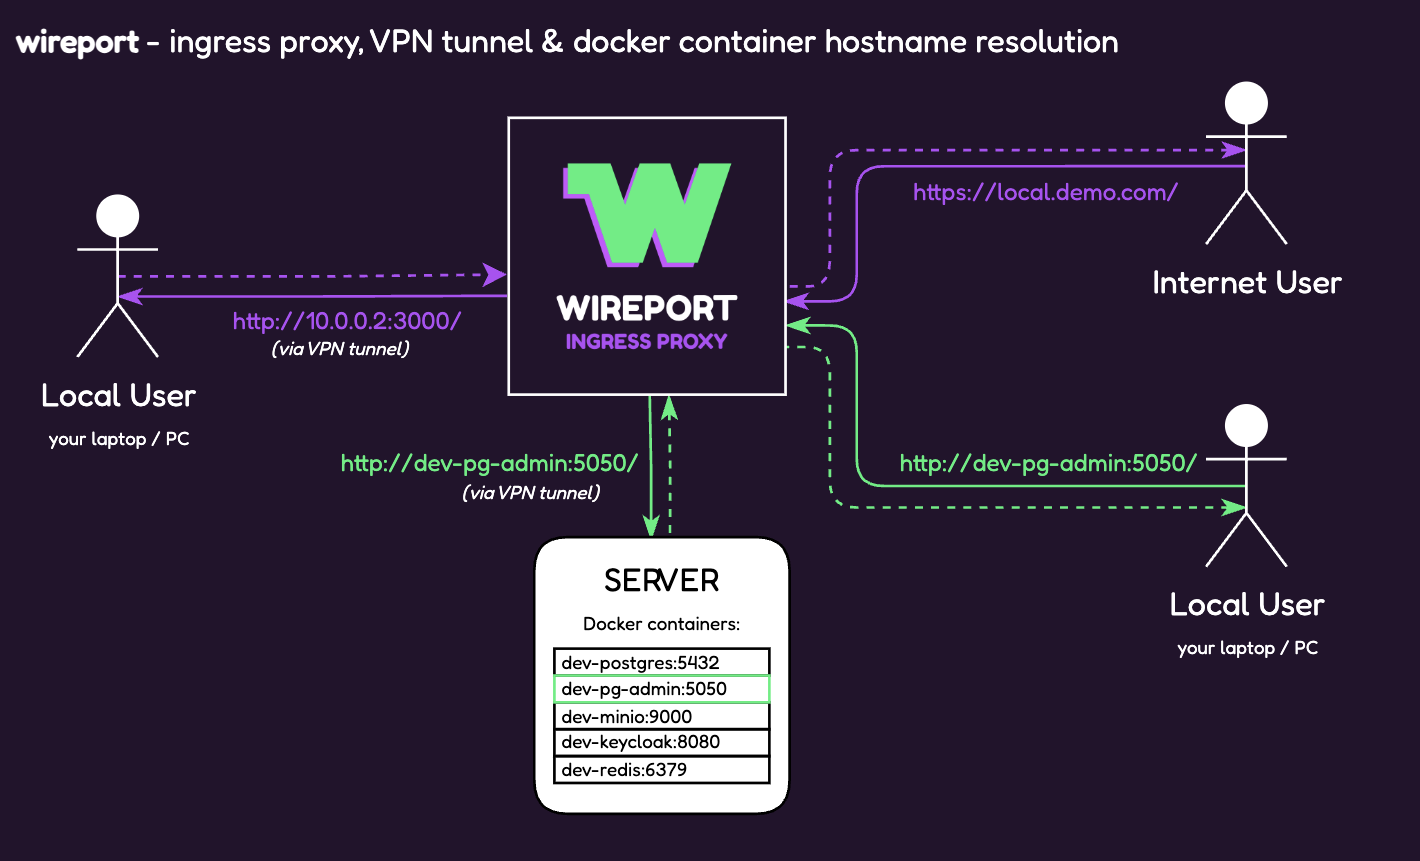 wireport - ingress proxy, VPN tunnel & docker container hostname resolution
WIREPORT
INGRESS PROXY
http://10.0.0.2:3000/
(via VPN tunnel)
Local User
your laptop / PC
https://local.demo.com/
Internet User
http://dev-pg-admin:5050/
(via VPN tunnel)
http://dev-pg-admin:5050/
Local User
your laptop / PC
SERVER
Docker containers:
dev-postgres:5432
dev-pg-admin:5050
dev-minio:9000
dev-keycloak:8080
dev-redis:6379